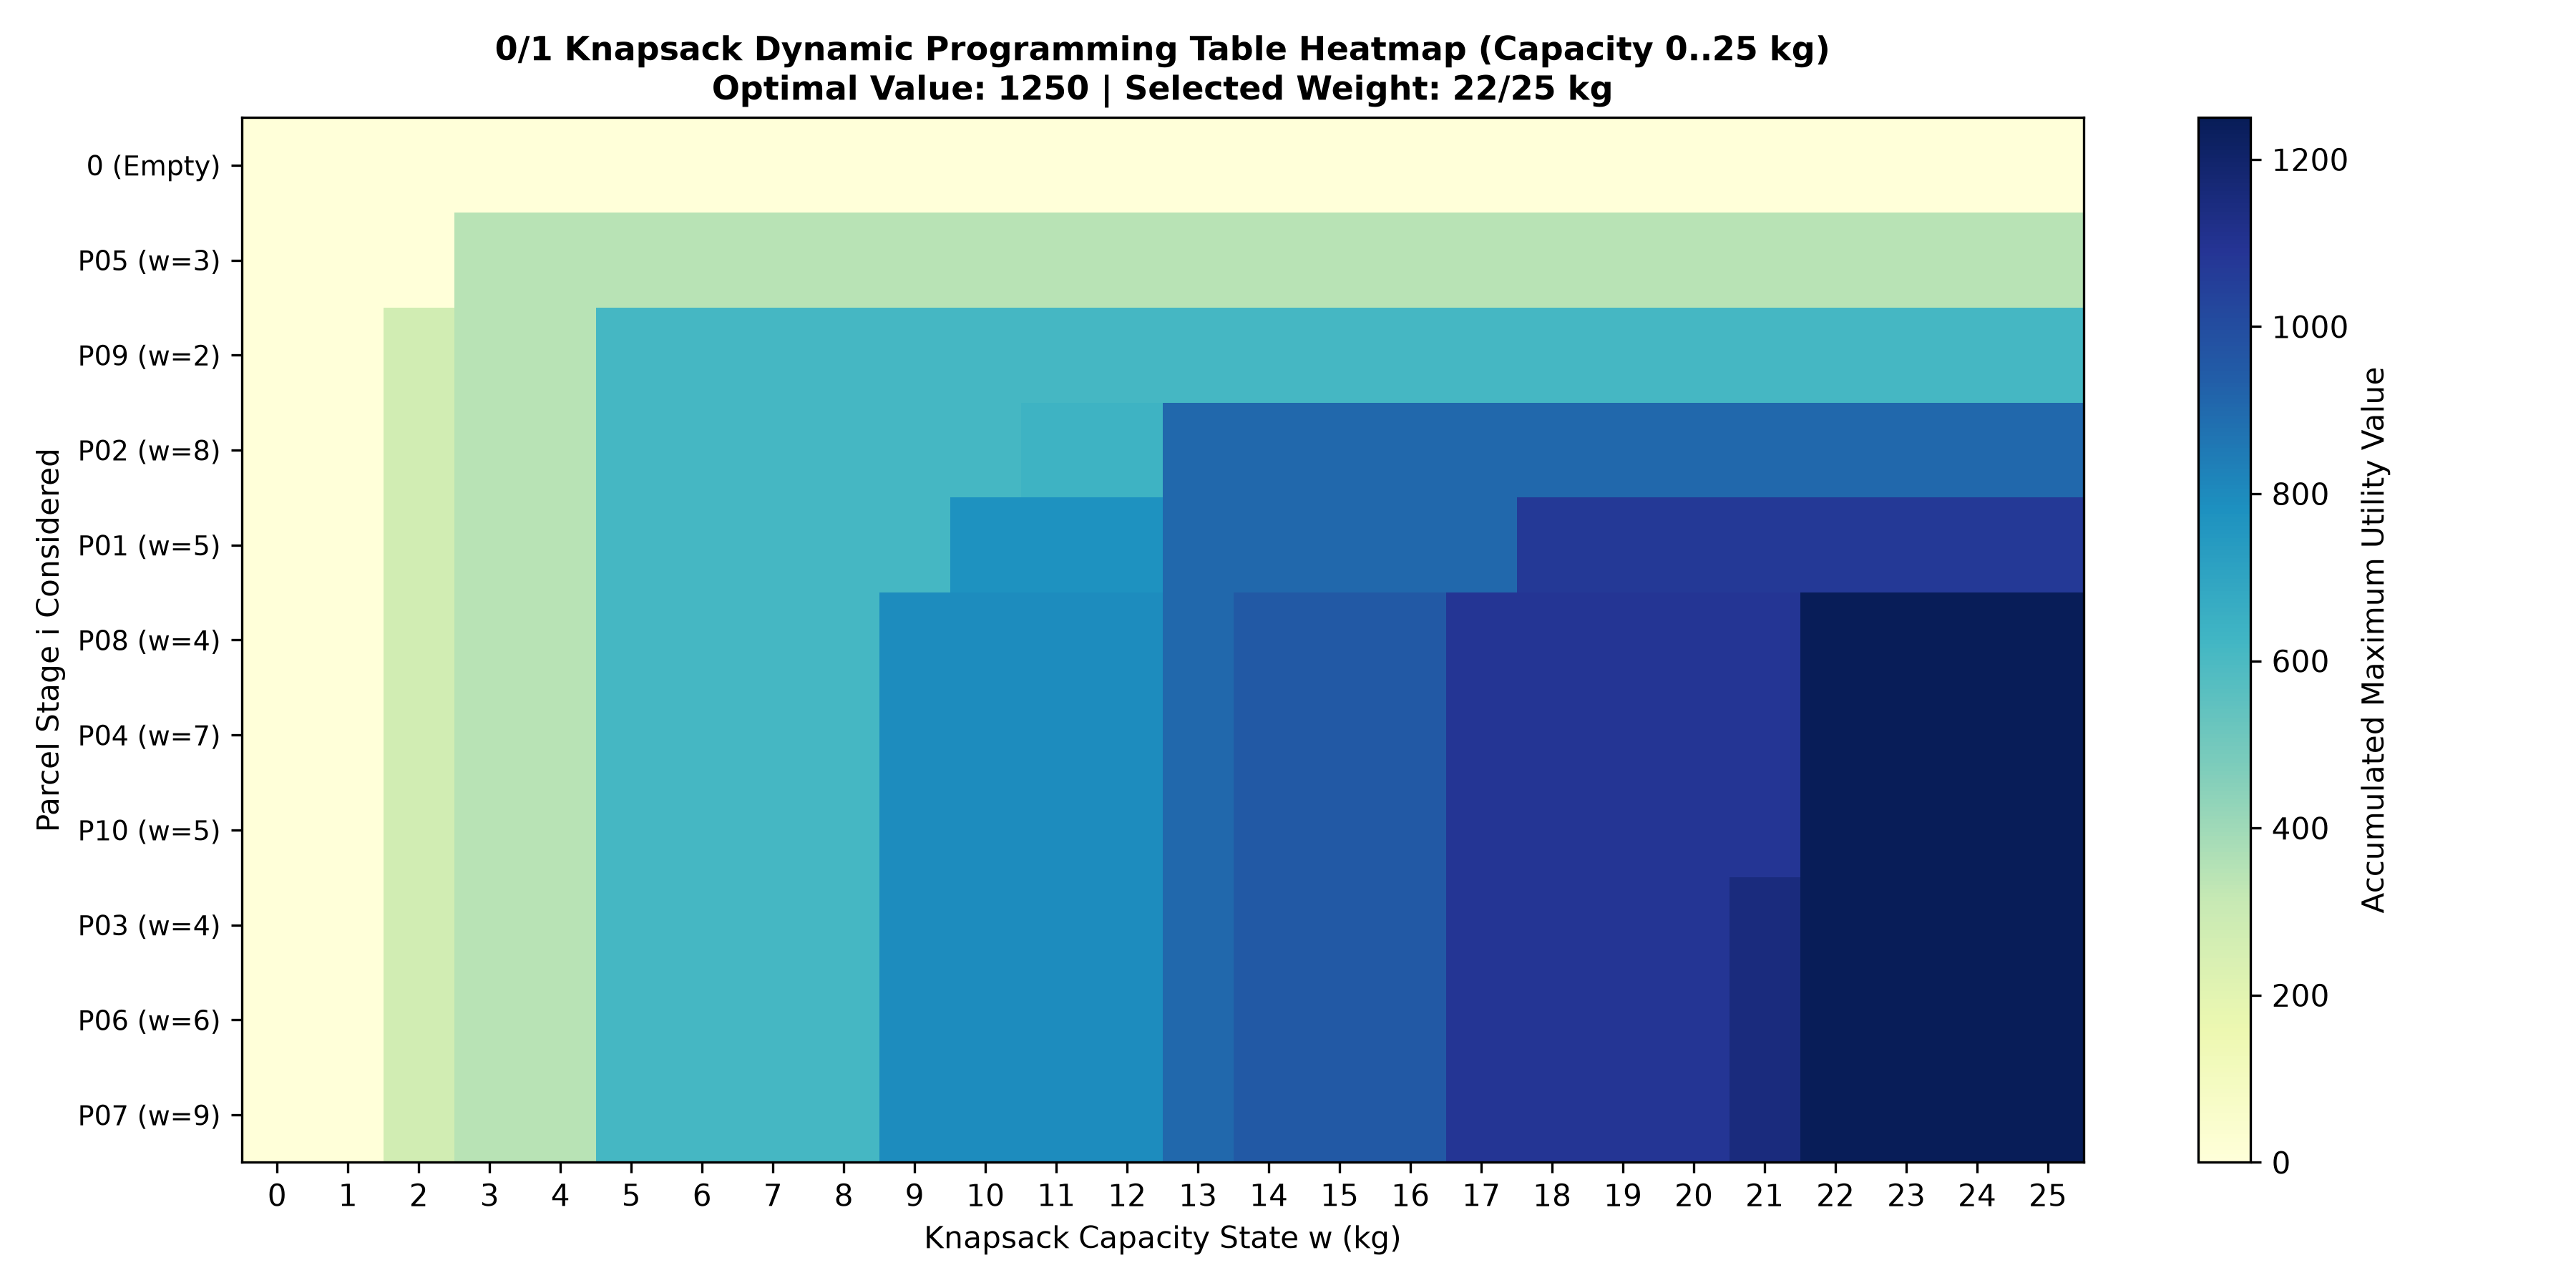 0/1 Knapsack Dynamic Programming Table Heatmap (Capacity 0..25 kg)
Optimal Value: 1250 | Selected Weight: 22/25 kg
Parcel Stage i Considered
0 (Empty)
P05 (w=3)
P09 (w=2)
P02 (w=8)
P01 (w=5)
P08 (w=4)
P04 (w=7)
P10 (w=5)
P03 (w=4)
P06 (w=6)
P07 (w=9)
0 1 2 3 4 5 6 7 8 9 10 11 12 13 14 15 16 17 18 19 20 21 22 23 24 25
Knapsack Capacity State w (kg)
1200
1000
800
600
400
200
0
Accumulated Maximum Utility Value